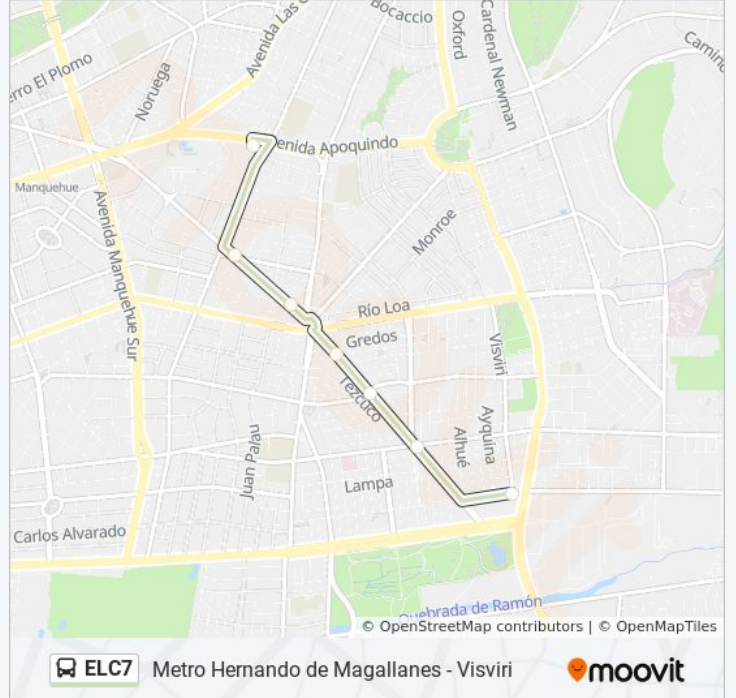 Bocaccio
Avenida Las C
Oxford
Cardenal Newman
Camino
rro El Plomo
Noruega
enida Apoquindo
Manquehue
Avenida Manquehue Sur
Monroe
Río Loa
Gredos
Visviri
Tezcuco
Ayquina
Alhué
Juan Palau
Lampa
Carlos Alvarado
Quebrada de Ramón
© OpenStreetMap contributors | © OpenMapTiles
ELC7 Metro Hernando de Magallanes - Visviri
moovit